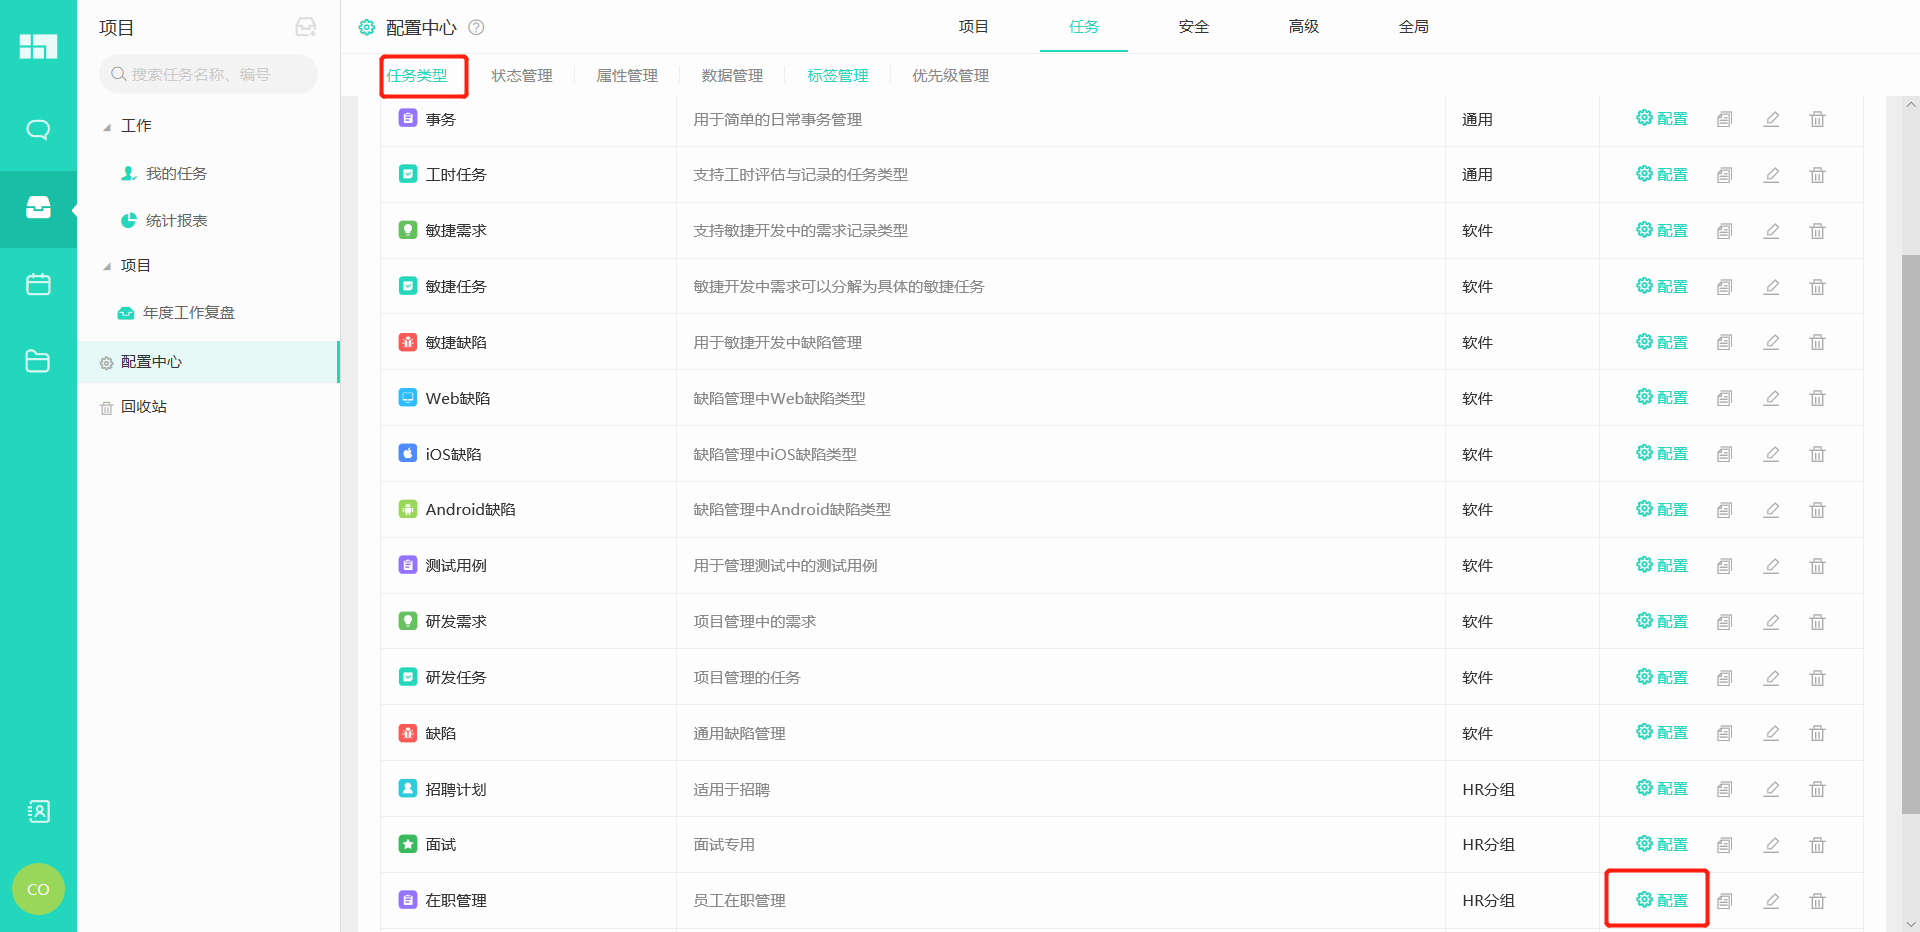 项目
搜索任务名称、编号
工作
我的任务
统计报表
项目
年度工作复盘
配置中心
回收站
CO
配置中心
项目 任务 安全 高级 全局
任务类型 状态管理 属性管理 数据管理 标签管理 优先级管理
事务 用于简单的日常事务管理 通用 配置
工时任务 支持工时评估与记录的任务类型 通用 配置
敏捷需求 支持敏捷开发中的需求记录类型 软件 配置
敏捷任务 敏捷开发中需求可以分解为具体的敏捷任务 软件 配置
敏捷缺陷 用于敏捷开发中缺陷管理 软件 配置
Web缺陷 缺陷管理中Web缺陷类型 软件 配置
iOS缺陷 缺陷管理中iOS缺陷类型 软件 配置
Android缺陷 缺陷管理中Android缺陷类型 软件 配置
测试用例 用于管理测试中的测试用例 软件 配置
研发需求 项目管理中的需求 软件 配置
研发任务 项目管理的任务 软件 配置
缺陷 通用缺陷管理 软件 配置
招聘计划 适用于招聘 HR分组 配置
面试 面试专用 HR分组 配置
在职管理 员工在职管理 HR分组 配置